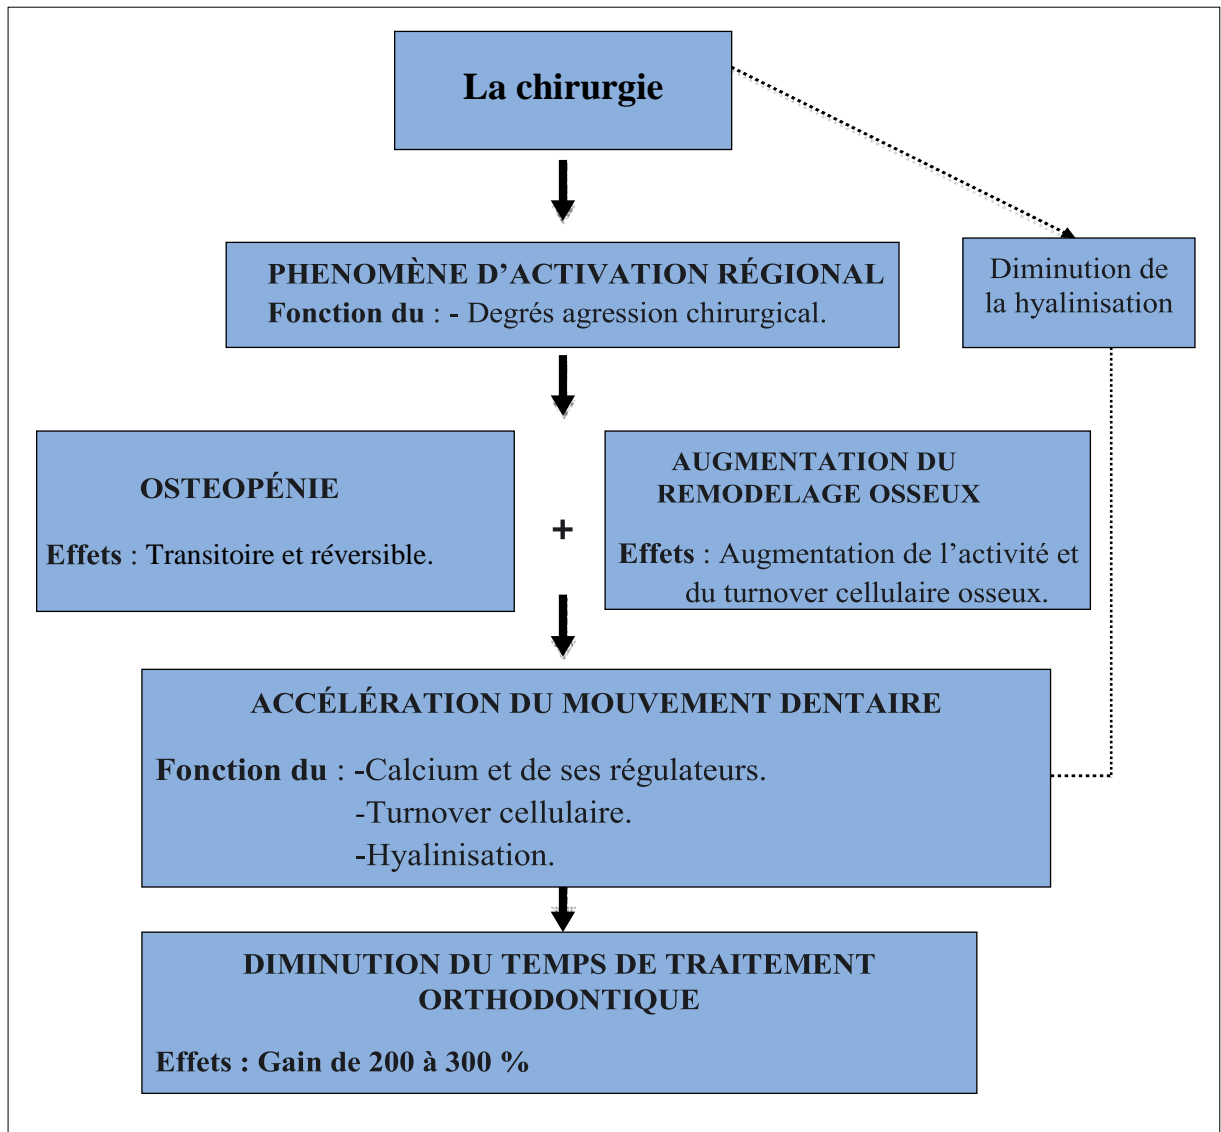 La chirurgie
PHENOMÈNE D'ACTIVATION RÉGIONAL
Fonction du : - Degrés agression chirurgical.
Diminution de
la hyalinisation
OSTEOPÉNIE
Effets : Transitoire et réversible.
+
AUGMENTATION DU
REMODELAGE OSSEUX
Effets : Augmentation de l'activité et
du turnover cellulaire osseux.
ACCÉLÉRATION DU MOUVEMENT DENTAIRE
Fonction du : -Calcium et de ses régulateurs.
-Turnover cellulaire.
-Hyalinisation.
DIMINUTION DU TEMPS DE TRAITEMENT
ORTHODONTIQUE
Effets : Gain de 200 à 300 %